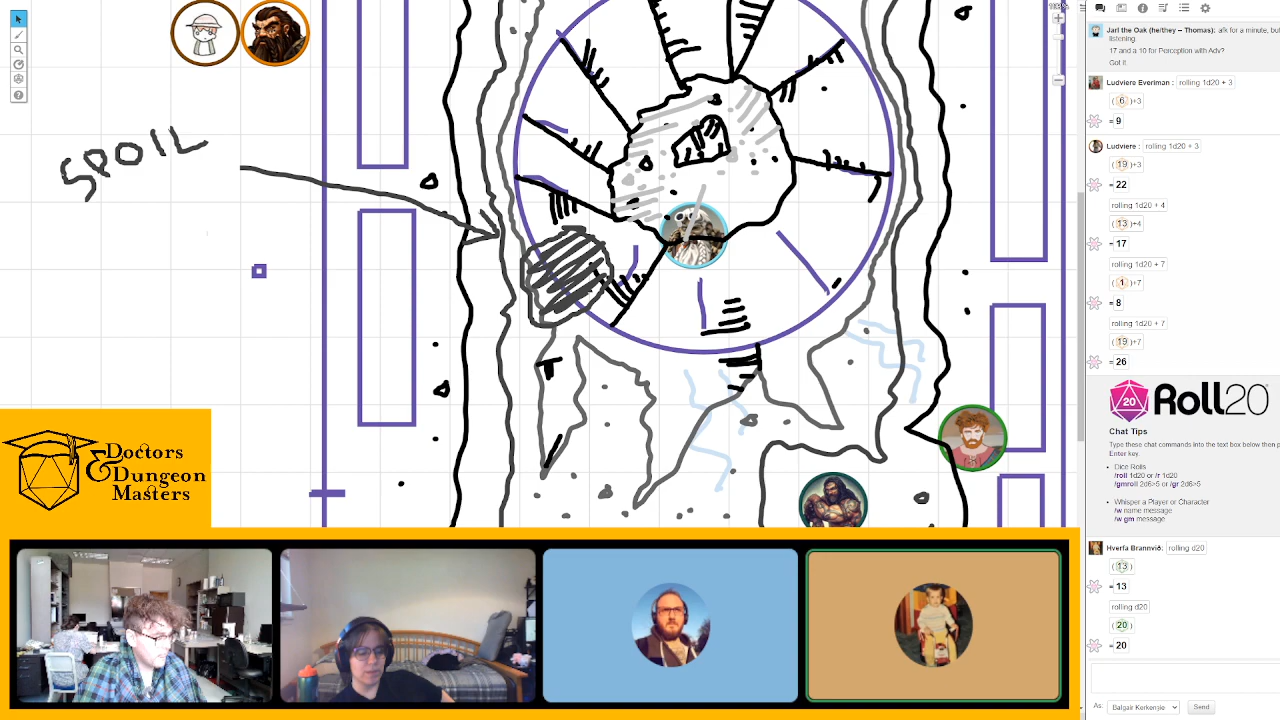 SPOIL
Doctors
& Dungeon
Masters
Jarl the Oak (he/they – Thomas): afk for a minute, but
listening
17 and a 10 for Perception with Adv?
Got it
Ludviere Everiman : rolling 1d20 + 3
(6)+3
= 9
Ludviere : rolling 1d20 + 3
(19)+3
= 22
rolling 1d20 + 4
(13)+4
= 17
rolling 1d20 + 7
(1)+7
= 8
rolling 1d20 + 7
(19)+7
= 26
20 Roll20
Chat Tips
Type these chat commands into the text box below then p
Enter key.
• Dice Rolls
/roll 1d20 or /r 1d20
/gmroll 2d6>5 or /gr 2d6>5
• Whisper a Player or Character
/w name message
/w gm message
Hverfa Brannvið: rolling d20
(13)
= 13
rolling d20
(20)
= 20
As: Balgair Kerkensie Send